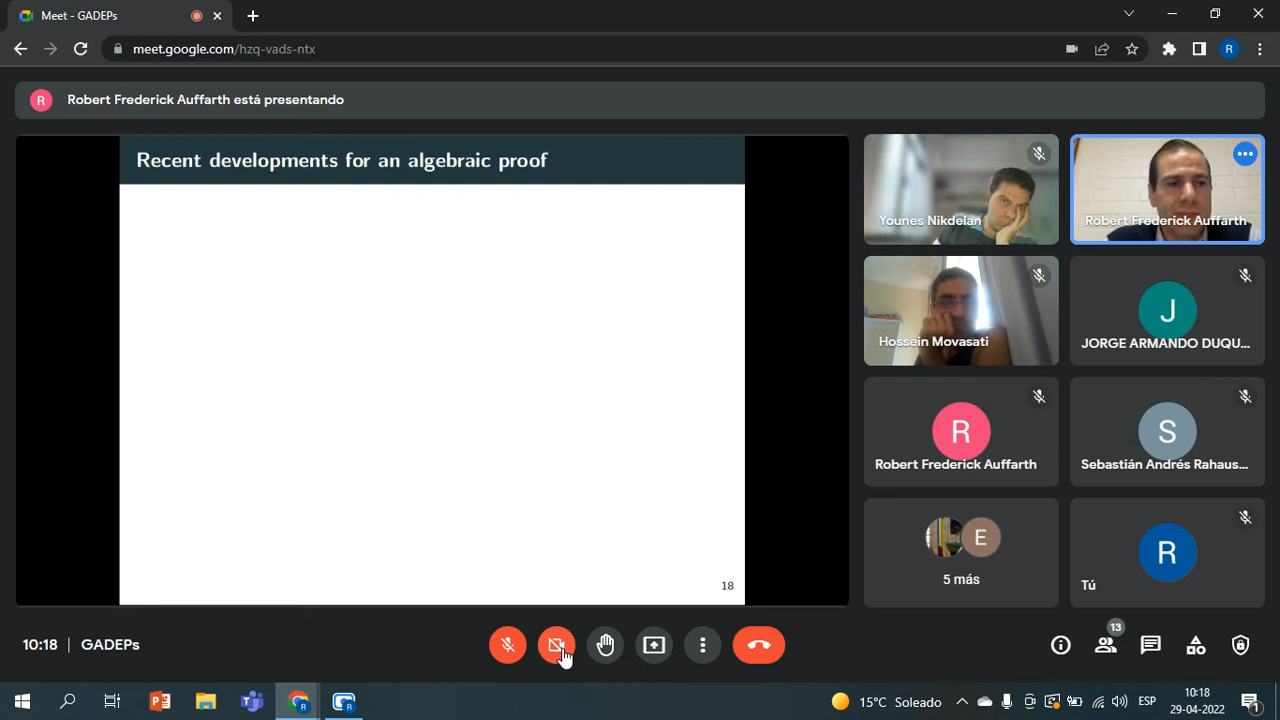 Meet - GADEPs
meet.google.com/hzq-vads-ntx
R
R
Robert Frederick Auffarth está presentando
Recent developments for an algebraic proof
18
Younes Nikdelan
Robert Frederick Auffarth
Hossein Movasati
J
JORGE ARMANDO DUQU...
R
Robert Frederick Auffarth
S
Sebastián Andrés Rahaus...
E
5 más
R
Tú
10:18 | GADEPs
13
15°C Soleado
ESP
10:18
29-04-2022
1